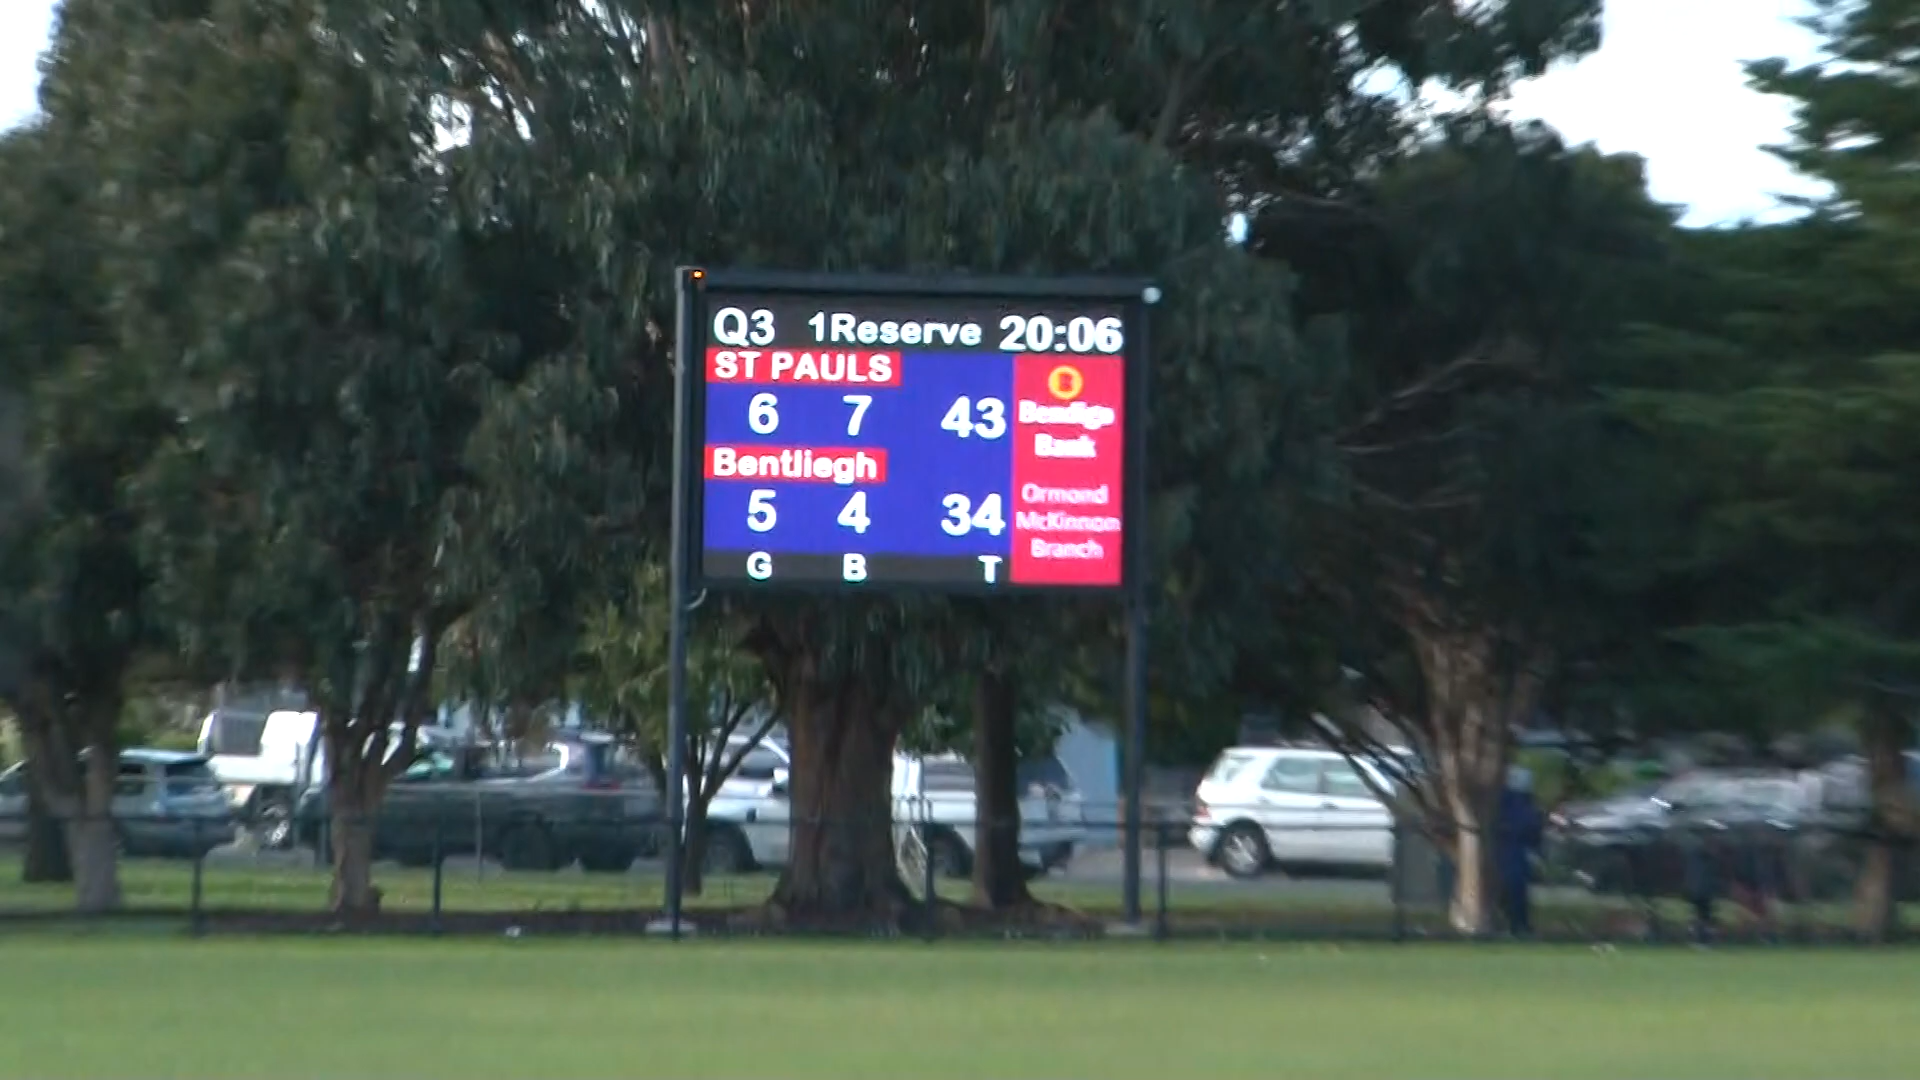 Q3 1Reserve 20:06
ST PAULS
6 7 43
Bentliegh
5 4 34
G B T
Bendigo
Bank
Ormond
McKinnon
Branch